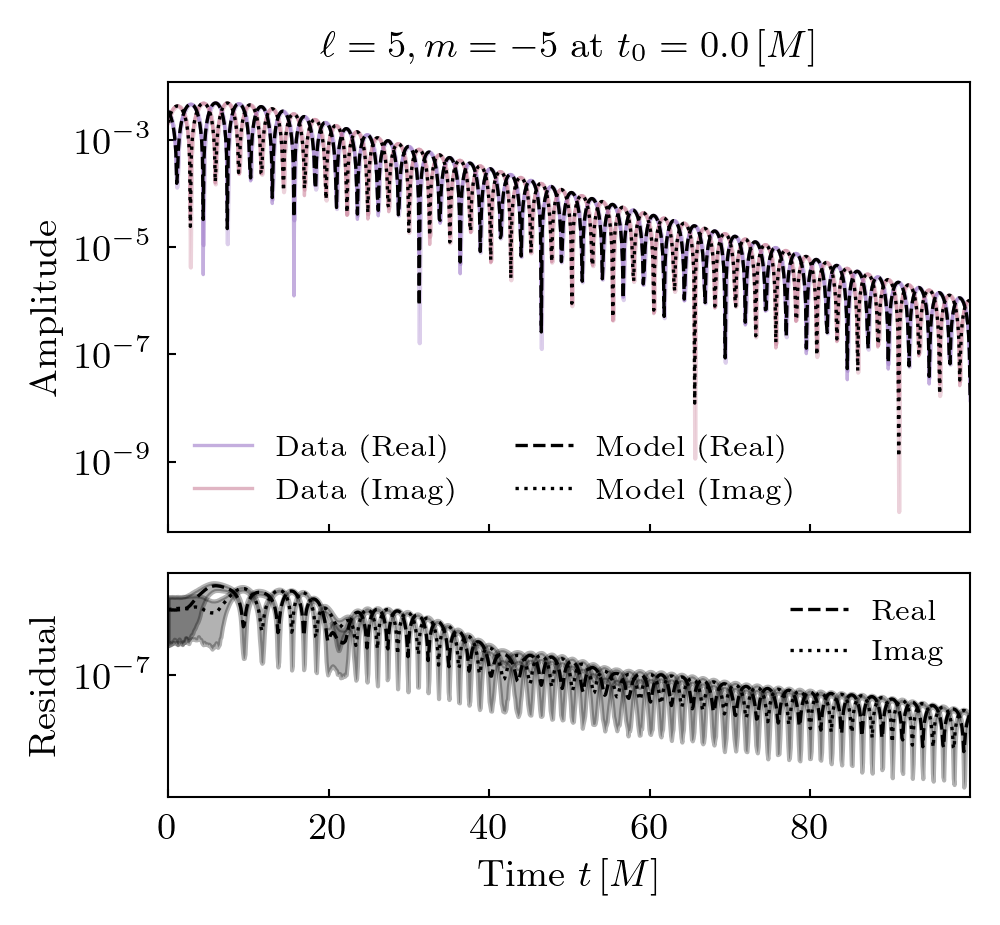 ℓ = 5, m = −5 at t₀ = 0.0 [M]
Amplitude
10⁻³
10⁻⁵
10⁻⁷
10⁻⁹
Data (Real)
Data (Imag)
Model (Real)
Model (Imag)
Residual
10⁻⁷
Real
Imag
0 20 40 60 80
Time t [M]